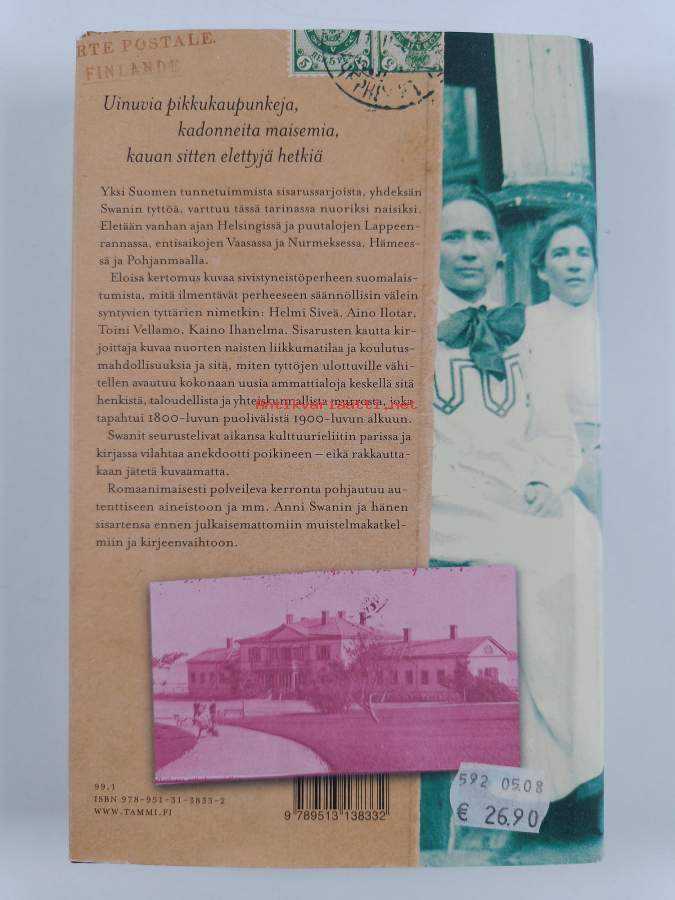 RTE POSTALE.
FINLANDE
5
5
Uinuvia pikkukaupunkeja,
kadonneita maisemia,
kauan sitten elettyjä hetkiä
Yksi Suomen tunnetuimmista sisarussarjoista, yhdeksän
Swanin tyttöä, varttuu tässä tarinassa nuoriksi naisiksi.
Eletään vanhan ajan Helsingissä ja puutalojen Lappeen-
rannassa, entisaikojen Vaasassa ja Nurmeksessa, Hämees-
sä ja Pohjanmaalla.
Eloisa kertomus kuvaa sivistyneistöperheen suomalais-
tumista, mitä ilmentävät perheeseen säännöllisin välein
syntyvien tyttärien nimetkin: Helmi Siveä, Aino Ilotar,
Toini Vellamo, Kaino Ihanelma. Sisarusten kautta kir-
joittaja kuvaa nuorten naisten liikkumatilaa ja koulutus-
mahdollisuuksia ja sitä, miten tyttöjen ulottuville vähi-
tellen avautuu kokonaan uusia ammattialoja keskellä sitä
henkistä, taloudellista ja yhteiskunnallista murrosta, joka
Antikvariaatti.net
tapahtui 1800-luvun puolivälistä 1900-luvun alkuun.
Swanit seurustelivat aikansa kulttuurieliitin parissa ja
kirjassa vilahtaa anekdootti poikineen – eikä rakkautta-
kaan jätetä kuvaamatta.
Romaanimaisesti polveileva kerronta pohjautuu au-
tenttiseen aineistoon ja mm. Anni Swanin ja hänen
sisartensa ennen julkaisemattomiin muistelmakatkel-
miin ja kirjeenvaihtoon.
99.1
ISBN 978-951-31-3833-2
WWW.TAMMI.FI
9 789513 138332
592 05.08
€ 26,90